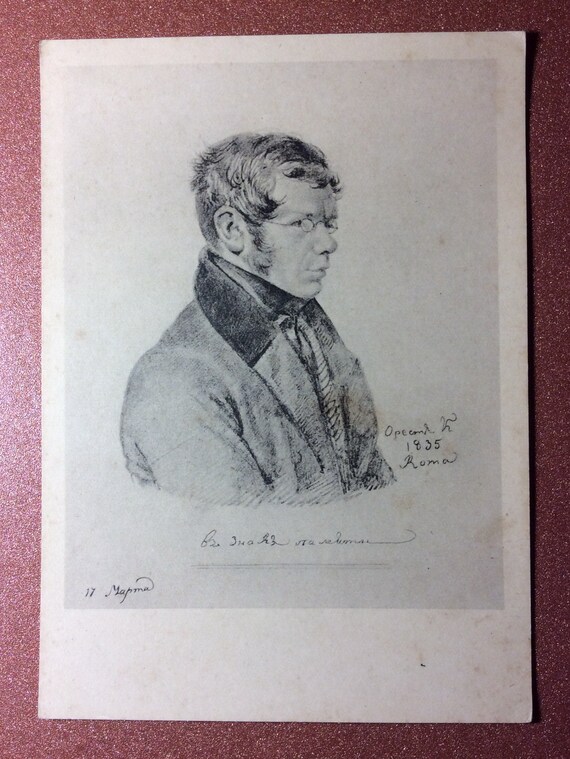 Орестъ К
1835
Roma
въ знакъ памяти
17 Марта